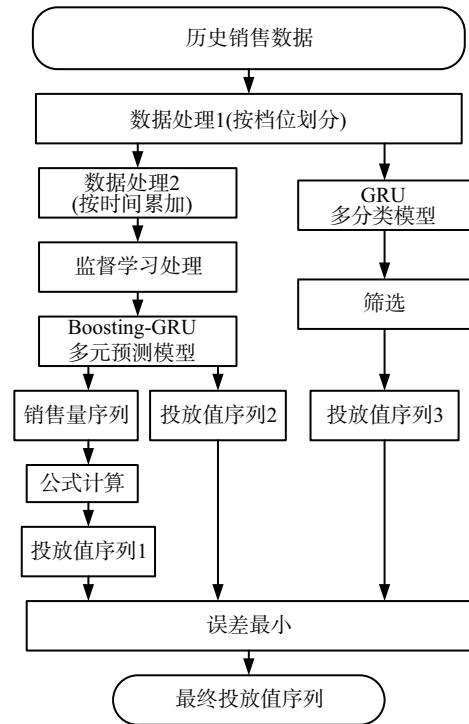 历史销售数据
数据处理1(按档位划分)
数据处理2
(按时间累加)
GRU
多分类模型
监督学习处理
筛选
Boosting-GRU
多元预测模型
销售量序列
投放值序列2
投放值序列3
公式计算
投放值序列1
误差最小
最终投放值序列